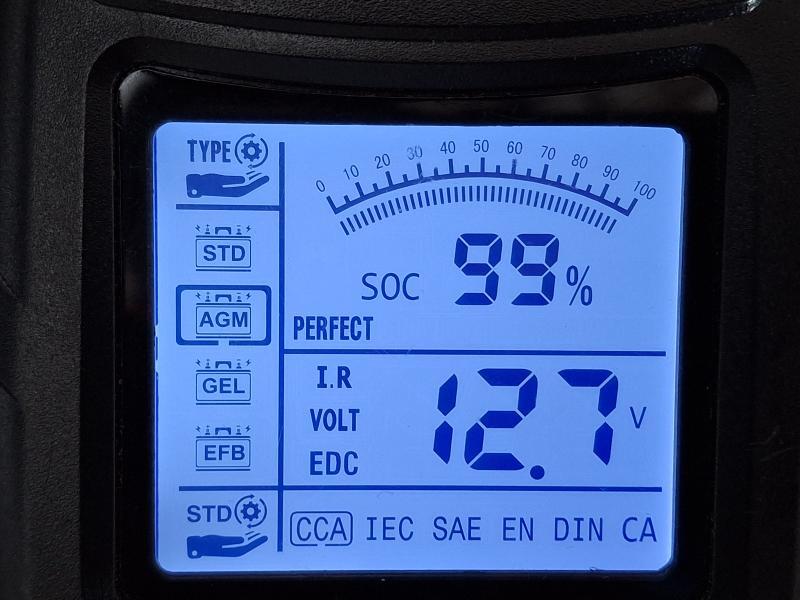 TYPE
0 10 20 30 40 50 60 70 80 90 100
STD
SOC 99%
AGM
PERFECT
I.R
GEL
VOLT
12.7 V
EFB
EDC
STD
CCA IEC SAE EN DIN CA